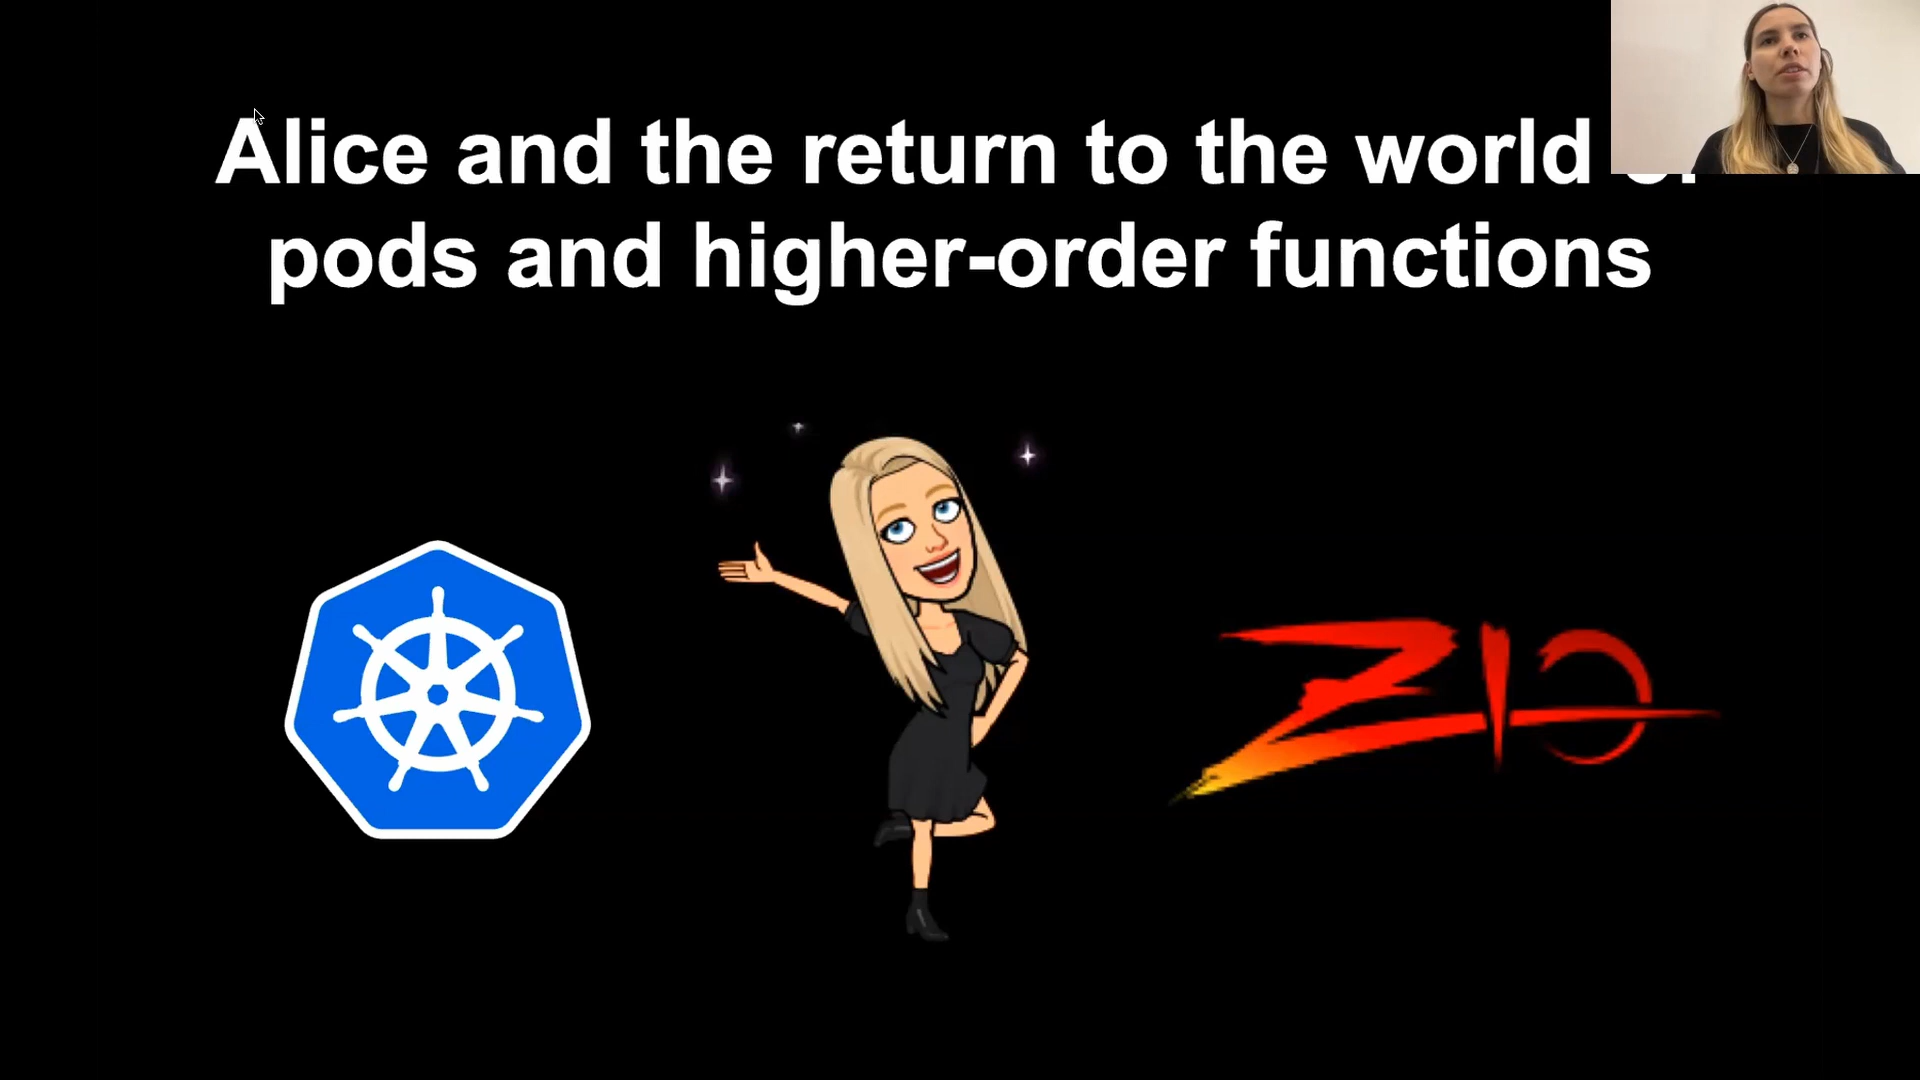 Alice and the return to the world
pods and higher-order functions
ZIO